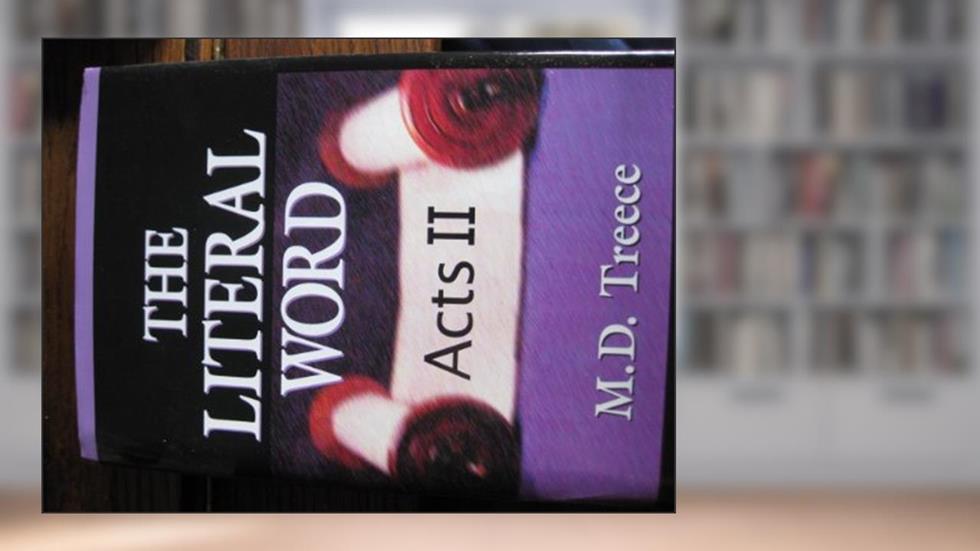 THE
LITERAL
WORD
Acts II
M.D. Treece